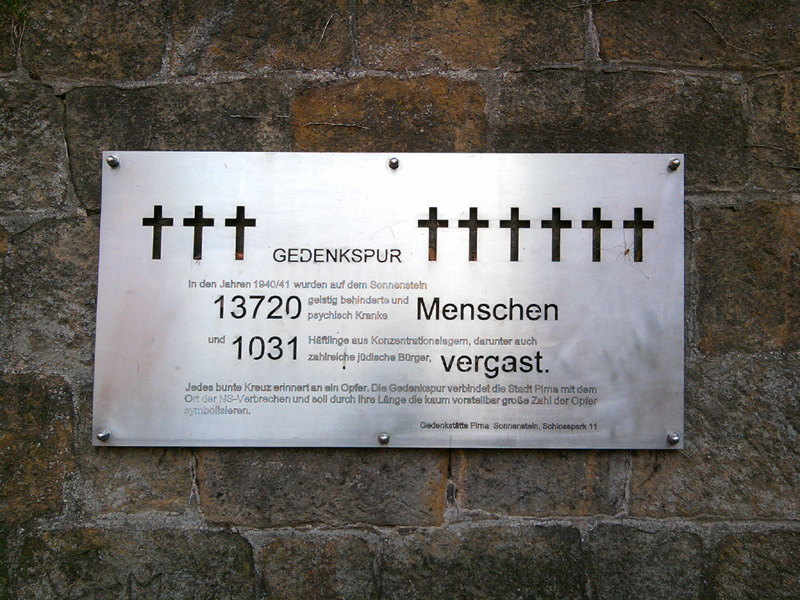 GEDENKSPUR
In den Jahren 1940/41 wurden auf dem Sonnenstein
13720 geistig behinderte und psychisch Kranke Menschen
und 1031 Häftlinge aus Konzentrationslagern, darunter auch zahlreiche jüdische Bürger, vergast.
Jedes bunte Kreuz erinnert an ein Opfer. Die Gedenkspur verbindet die Stadt Pirna mit dem
Ort der NS-Verbrechen und soll durch ihre Länge die kaum vorstellbar große Zahl der Opfer
symbolisieren.
Gedenkstätte Pirna Sonnenstein, Schlosspark 11